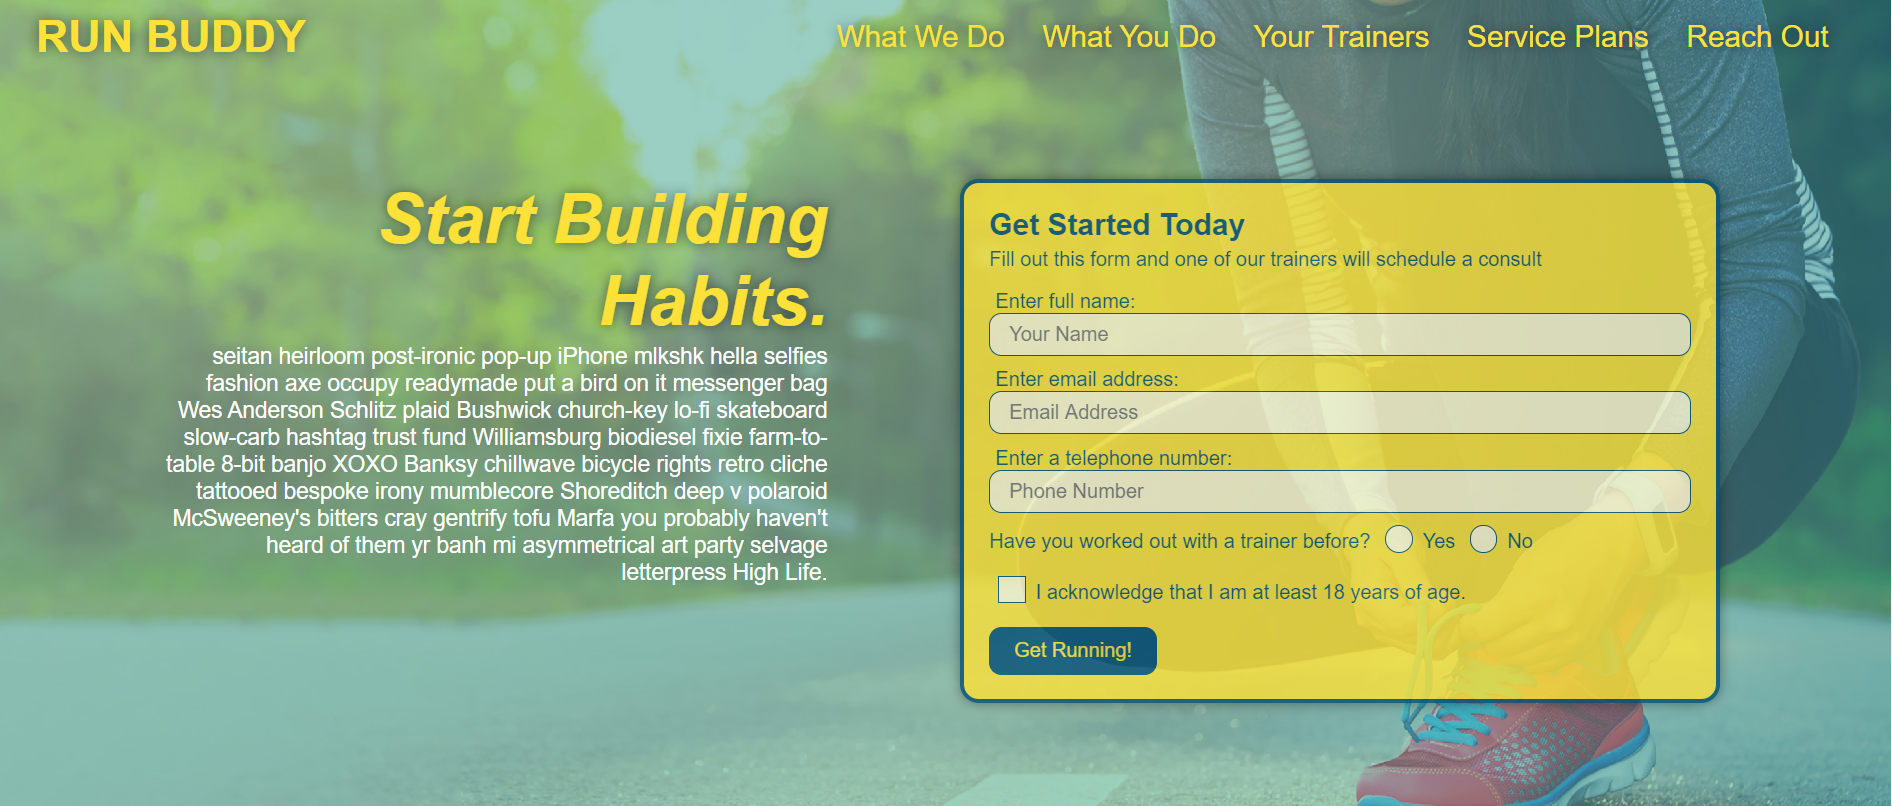 RUN BUDDY
What We Do
What You Do
Your Trainers
Service Plans
Reach Out
Start Building
Habits.
seitan heirloom post-ironic pop-up iPhone mlkshk hella selfies
fashion axe occupy readymade put a bird on it messenger bag
Wes Anderson Schlitz plaid Bushwick church-key lo-fi skateboard
slow-carb hashtag trust fund Williamsburg biodiesel fixie farm-to-
table 8-bit banjo XOXO Banksy chillwave bicycle rights retro cliche
tattooed bespoke irony mumblecore Shoreditch deep v polaroid
McSweeney's bitters cray gentrify tofu Marfa you probably haven't
heard of them yr banh mi asymmetrical art party selvage
letterpress High Life.
Get Started Today
Fill out this form and one of our trainers will schedule a consult
Enter full name:
Your Name
Enter email address:
Email Address
Enter a telephone number:
Phone Number
Have you worked out with a trainer before? Yes No
I acknowledge that I am at least 18 years of age.
Get Running!